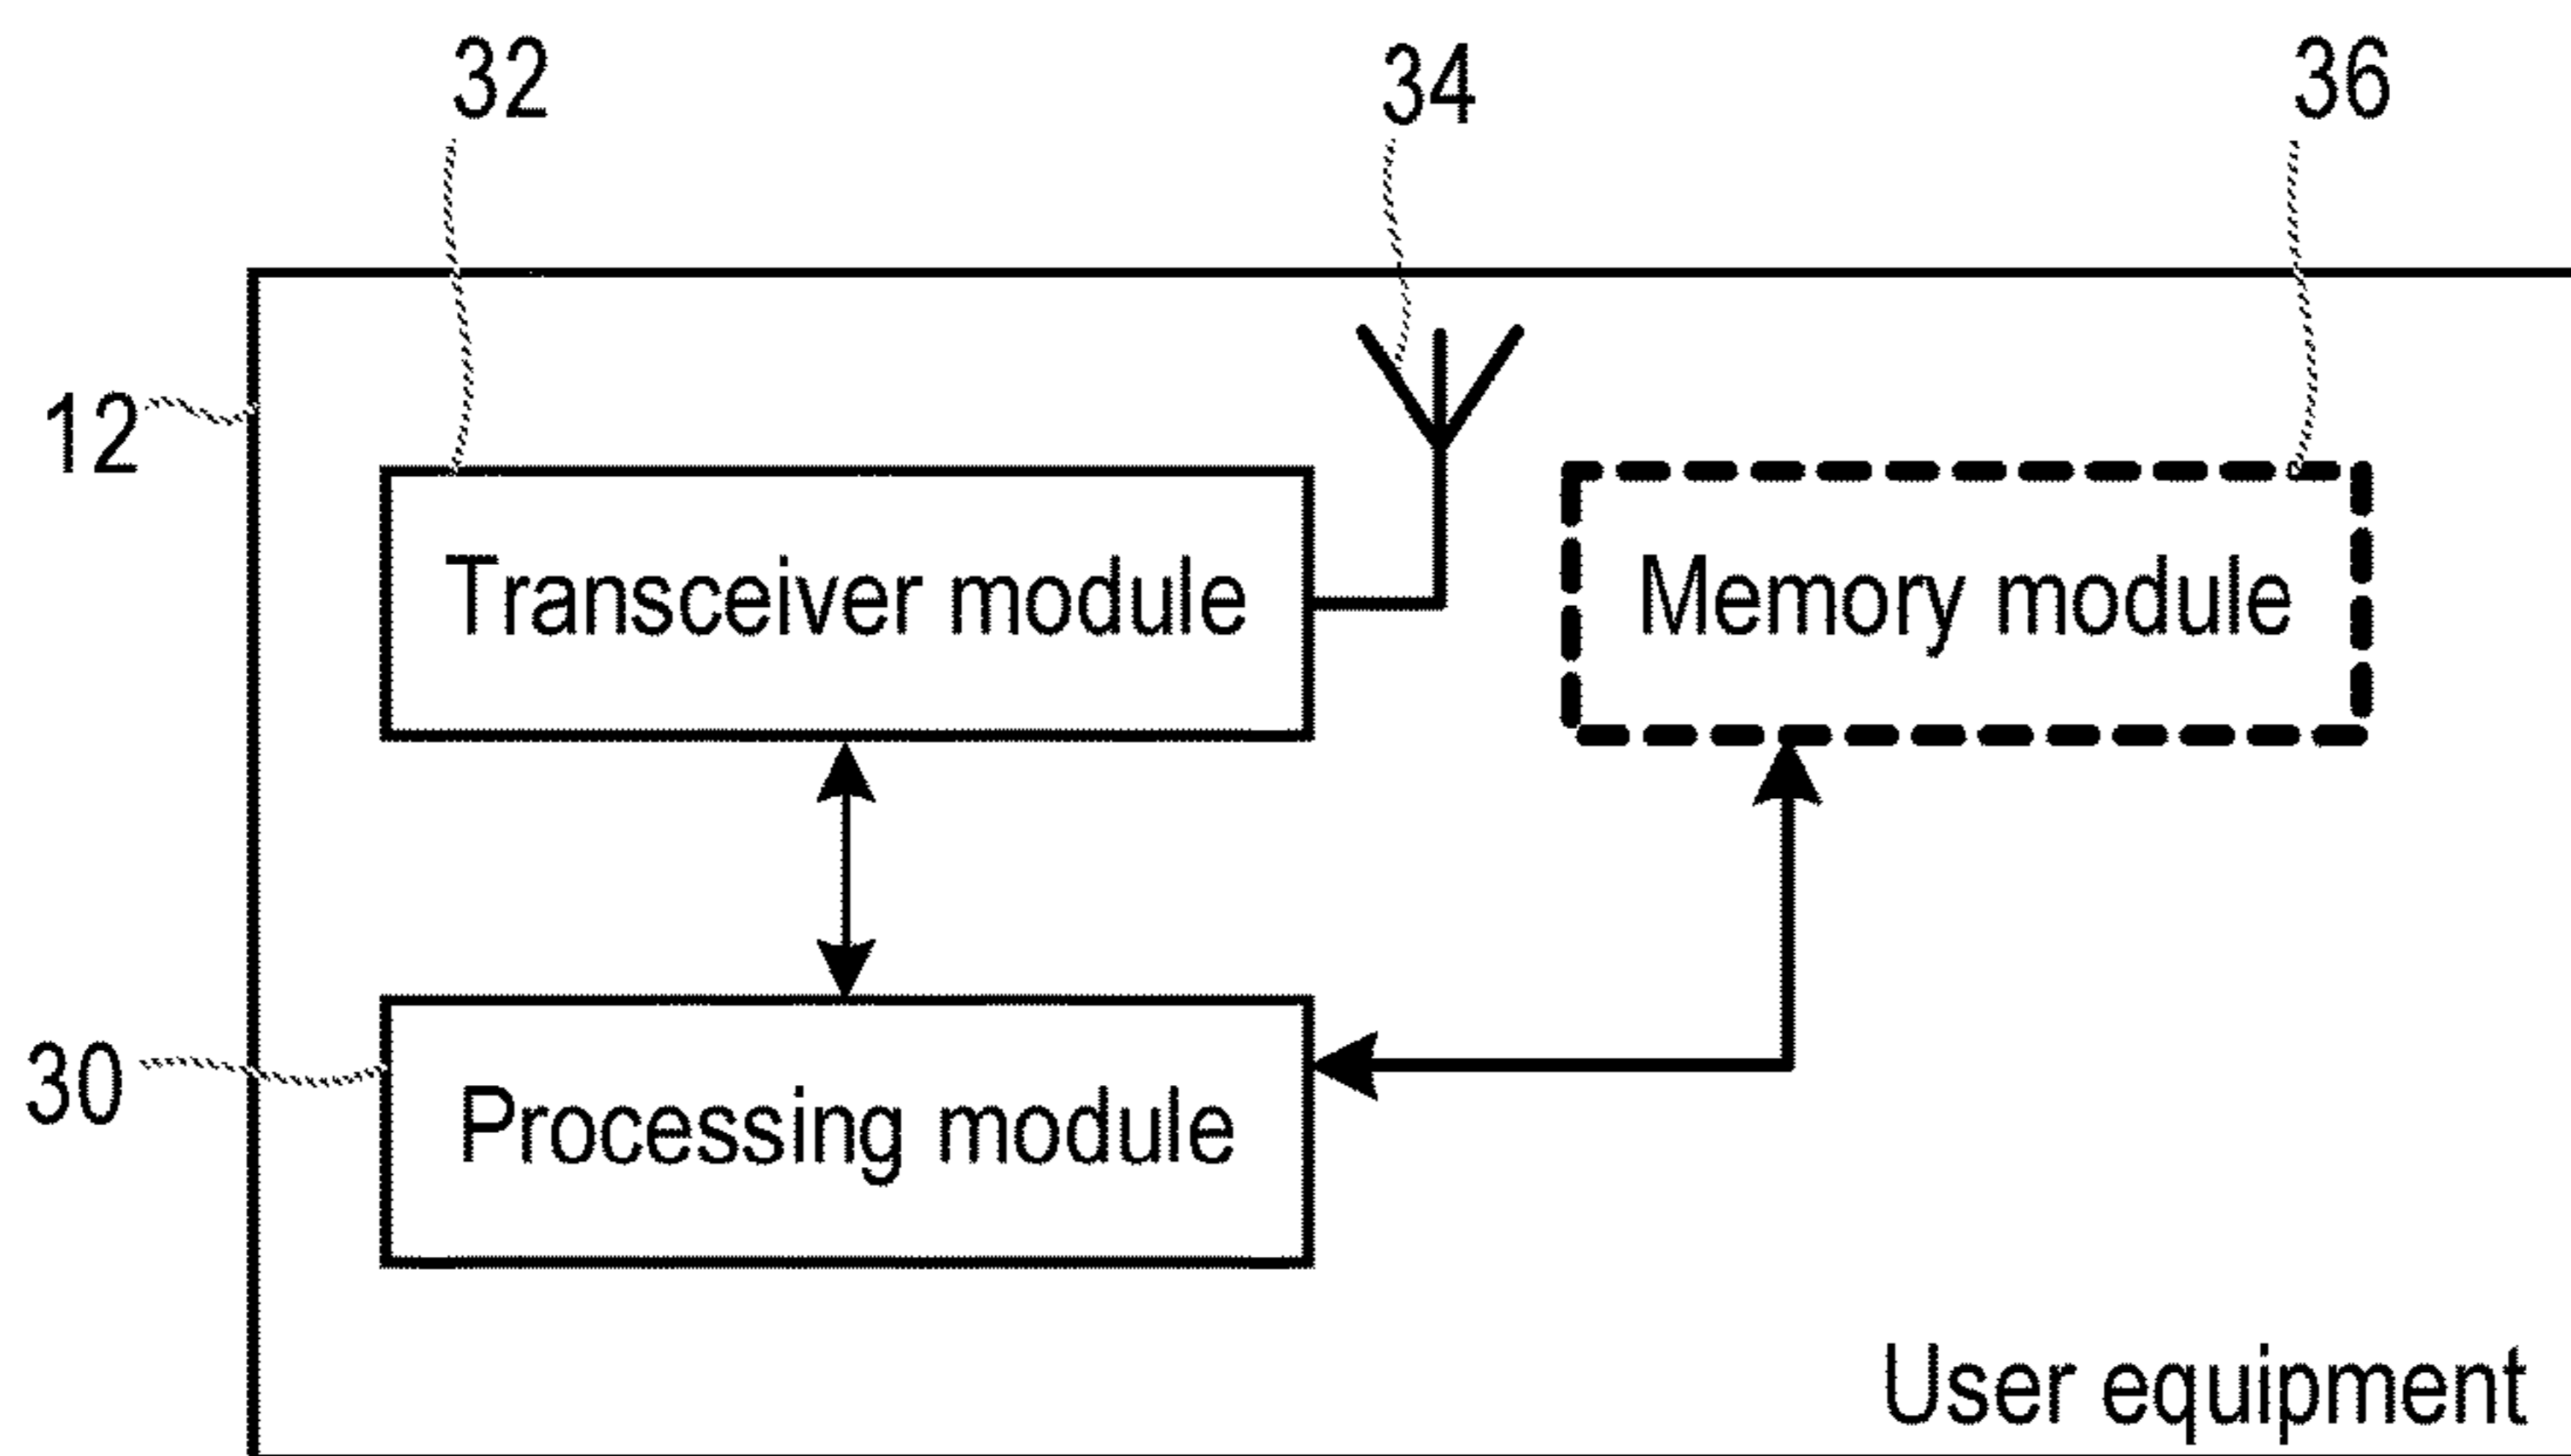 32
34
36
12
Transceiver module
Memory module
30
Processing module
User equipment